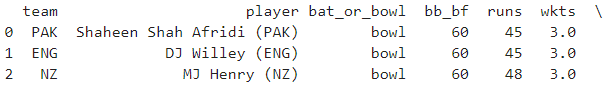 team player bat_or_bowl bb_bf runs wkts \
0 PAK Shaheen Shah Afridi (PAK) bowl 60 45 3.0
1 ENG DJ Willey (ENG) bowl 60 45 3.0
2 NZ MJ Henry (NZ) bowl 60 48 3.0